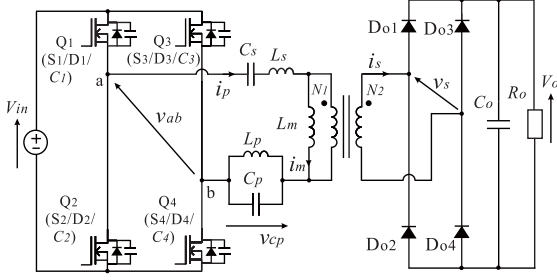 Q1
(S1/D1/
C1)
Q3
(S3/D3/C3)
Cs
Ls
ip
a
Vin
vab
Lm
N1
N2
is
vs
Do1
Do3
Co
Ro
Vo
Lp
Cp
im
b
vcp
Q2
(S2/D2/
C2)
Q4
(S4/D4/
C4)
Do2
Do4